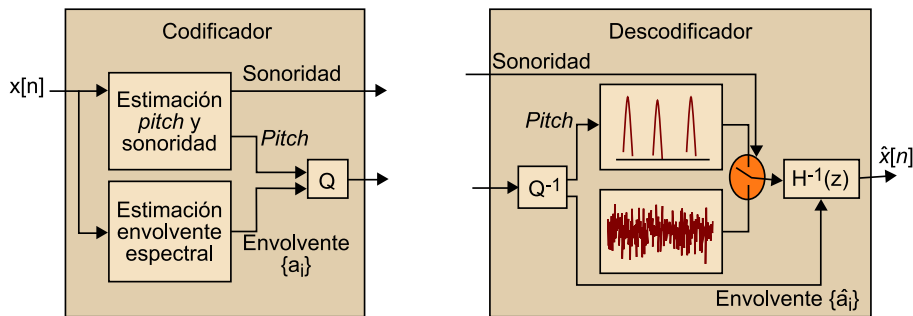 Codificador
x[n]
Estimación
pitch y
sonoridad
Sonoridad
Pitch
Q
Estimación
envolvente
espectral
Envolvente
{aᵢ}
Descodificador
Sonoridad
Pitch
Q⁻¹
H⁻¹(z)
x̂[n]
Envolvente {âᵢ}